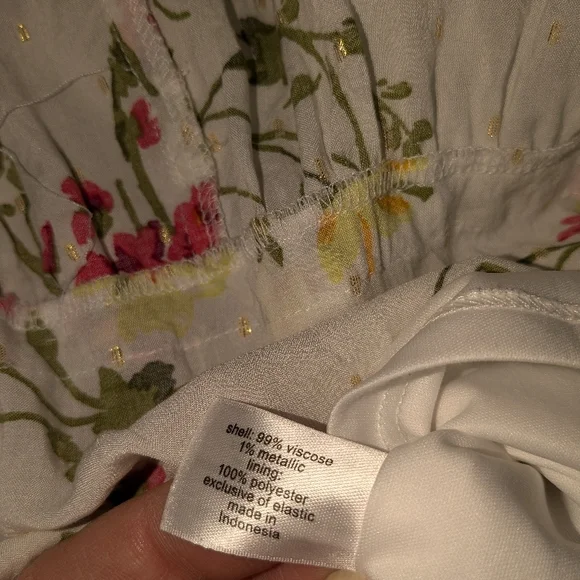 shell: 99% viscose
1% metallic
lining:
100% polyester
exclusive of elastic
made in
Indonesia